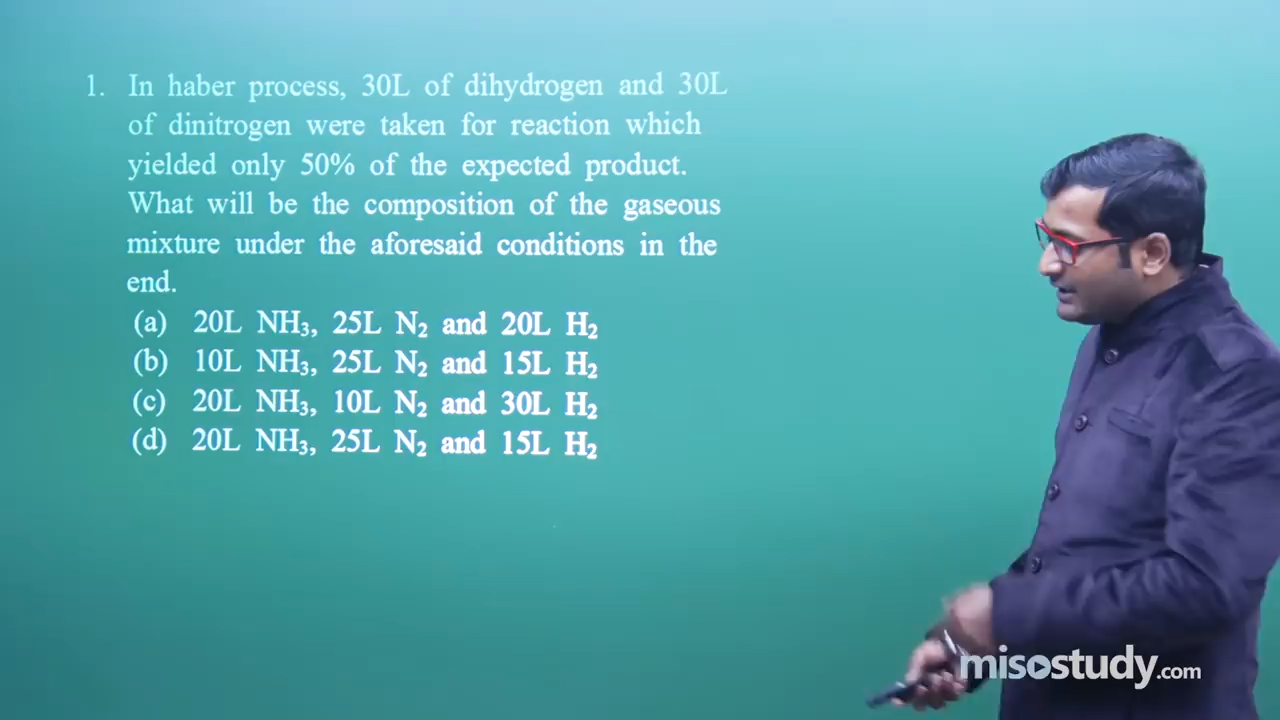 1. In haber process, 30L of dihydrogen and 30L
of dinitrogen were taken for reaction which
yielded only 50% of the expected product.
What will be the composition of the gaseous
mixture under the aforesaid conditions in the
end.
(a) 20L NH₃, 25L N₂ and 20L H₂
(b) 10L NH₃, 25L N₂ and 15L H₂
(c) 20L NH₃, 10L N₂ and 30L H₂
(d) 20L NH₃, 25L N₂ and 15L H₂
misostudy.com